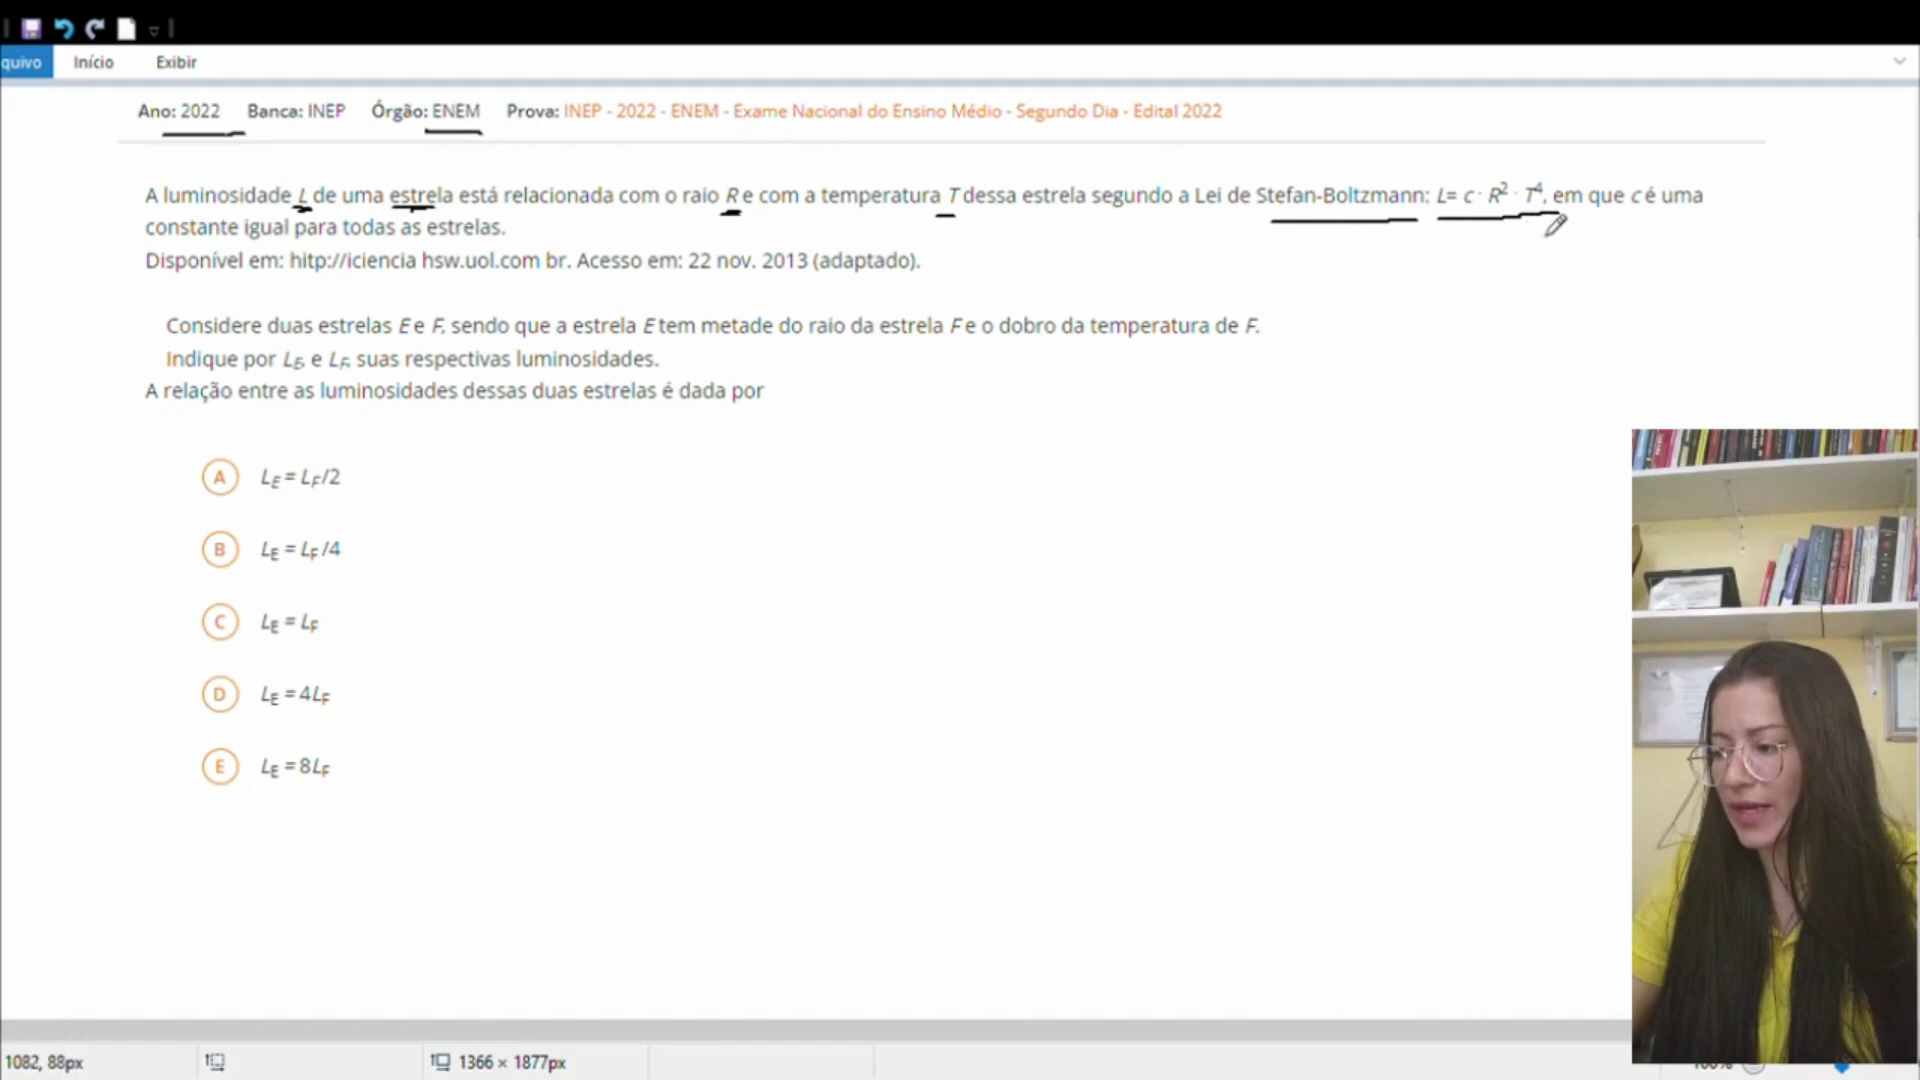 quivo Início Exibir
Ano: 2022 Banca: INEP Órgão: ENEM Prova: INEP - 2022 - ENEM - Exame Nacional do Ensino Médio - Segundo Dia - Edital 2022
A luminosidade L de uma estrela está relacionada com o raio R e com a temperatura T dessa estrela segundo a Lei de Stefan-Boltzmann: L= c · R² · T⁴, em que c é uma
constante igual para todas as estrelas.
Disponível em: hitp://iciencia hsw.uol.com br. Acesso em: 22 nov. 2013 (adaptado).
Considere duas estrelas E e F, sendo que a estrela E tem metade do raio da estrela F e o dobro da temperatura de F.
Indique por L_E, e L_F, suas respectivas luminosidades.
A relação entre as luminosidades dessas duas estrelas é dada por
A L_E = L_F/2
B L_E = L_F/4
C L_E = L_F
D L_E = 4L_F
E L_E = 8L_F
1082, 88px 1366 × 1877px 100%